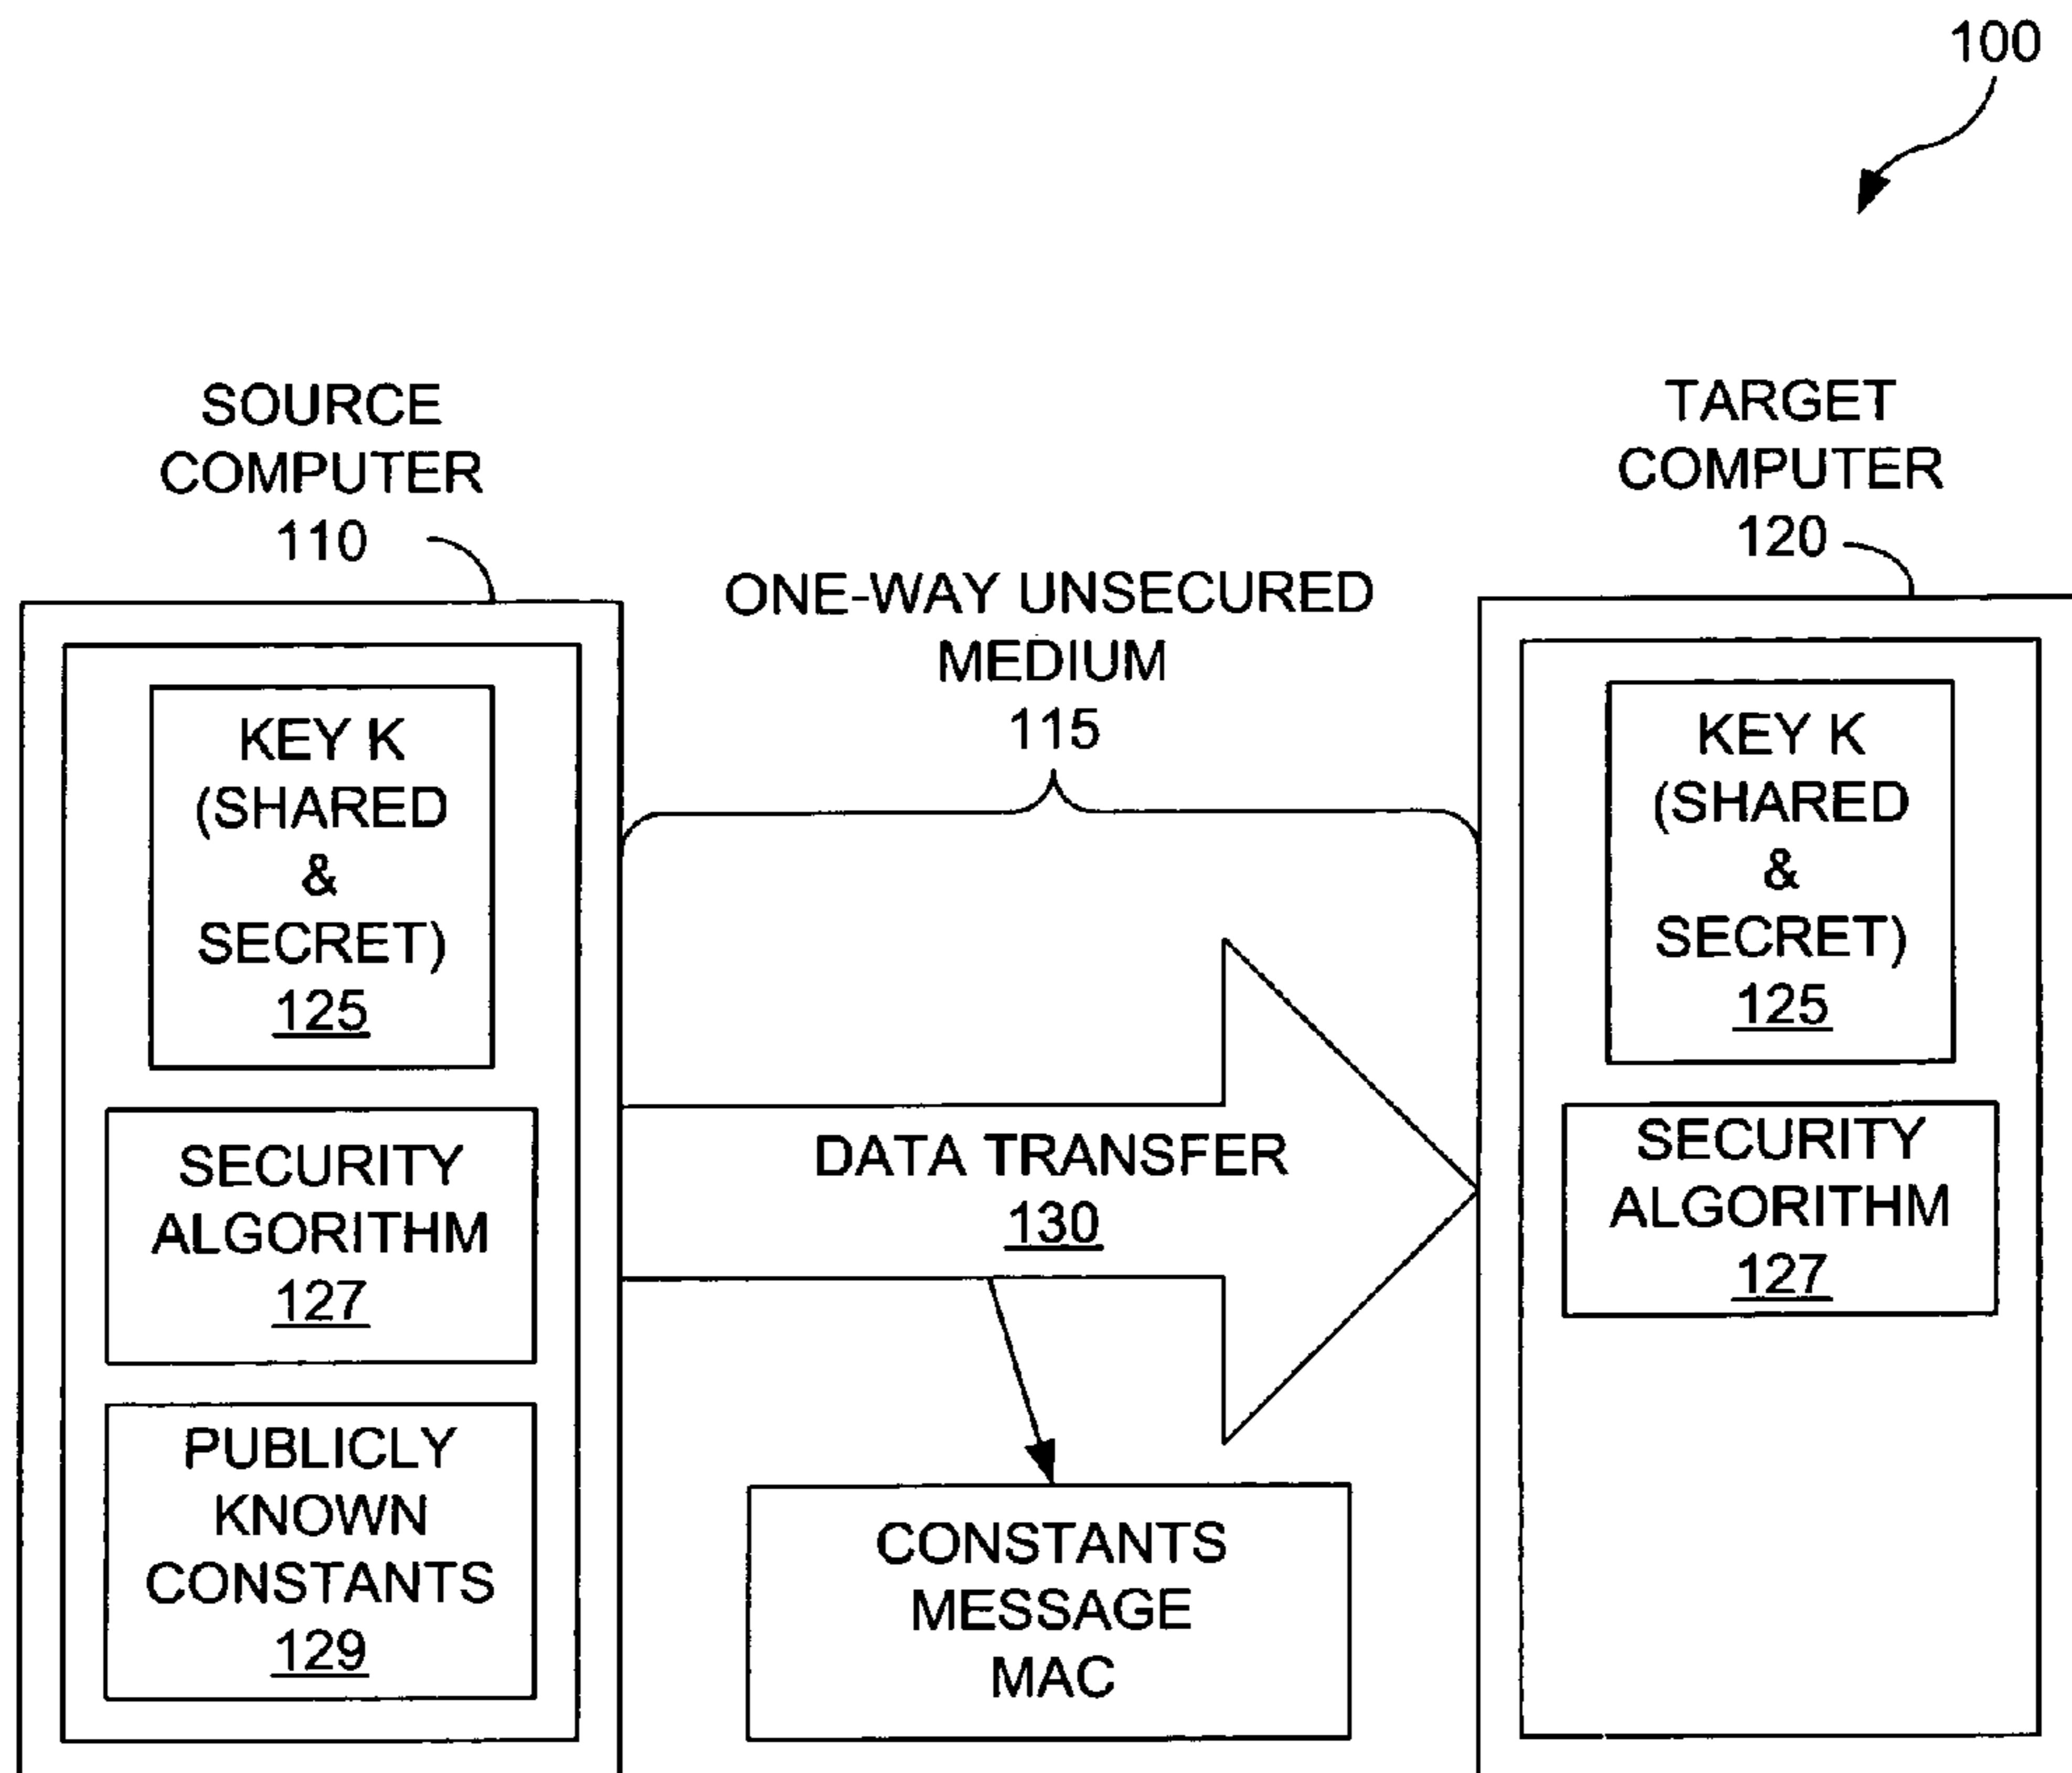 100
SOURCE
COMPUTER
110
TARGET
COMPUTER
120
ONE-WAY UNSECURED
MEDIUM
115
KEY K
(SHARED
&
SECRET)
125
SECURITY
ALGORITHM
127
PUBLICLY
KNOWN
CONSTANTS
129
DATA TRANSFER
130
CONSTANTS
MESSAGE
MAC
KEY K
(SHARED
&
SECRET)
125
SECURITY
ALGORITHM
127